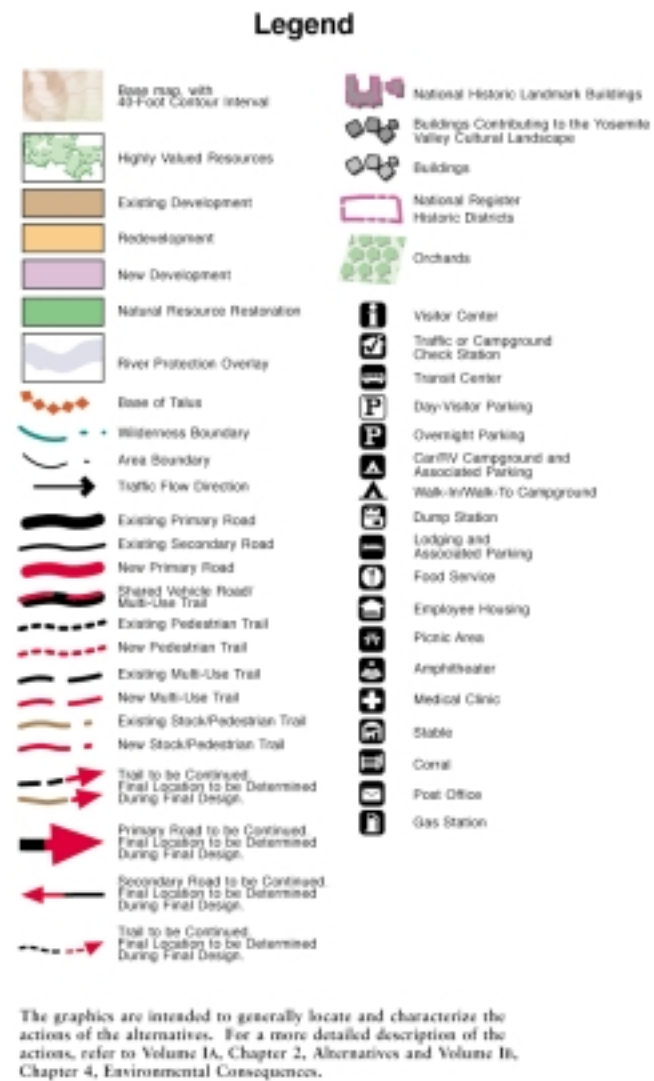 Legend
Base map, with
40-Foot Contour Interval
Highly Valued Resources
Existing Development
Redevelopment
New Development
Natural Resource Restoration
River Protection Overlay
Base of Talus
Wilderness Boundary
Area Boundary
Traffic Flow Direction
Existing Primary Road
Existing Secondary Road
New Primary Road
Shared Vehicle Road/
Multi-Use Trail
Existing Pedestrian Trail
New Pedestrian Trail
Existing Multi-Use Trail
New Multi-Use Trail
Existing Stock/Pedestrian Trail
New Stock/Pedestrian Trail
Trail to be Continued.
Final Location to be Determined
During Final Design.
Primary Road to be Continued.
Final Location to be Determined
During Final Design.
Secondary Road to be Continued.
Final Location to be Determined
During Final Design.
Trail to be Continued.
Final Location to be Determined
During Final Design.
National Historic Landmark Buildings
Buildings Contributing to the Yosemite
Valley Cultural Landscape
Buildings
National Register
Historic Districts
Orchards
Visitor Center
Traffic or Campground
Check Station
Transit Center
P
Day-Visitor Parking
P
Overnight Parking
Car/RV Campground and
Associated Parking
Walk-In/Walk-To Campground
Dump Station
Lodging and
Associated Parking
Food Service
Employee Housing
Picnic Area
Amphitheater
Medical Clinic
Stable
Corral
Post Office
Gas Station
The graphics are intended to generally locate and characterize the
actions of the alternatives. For a more detailed description of the
actions, refer to Volume IA, Chapter 2, Alternatives and Volume IB,
Chapter 4, Environmental Consequences.